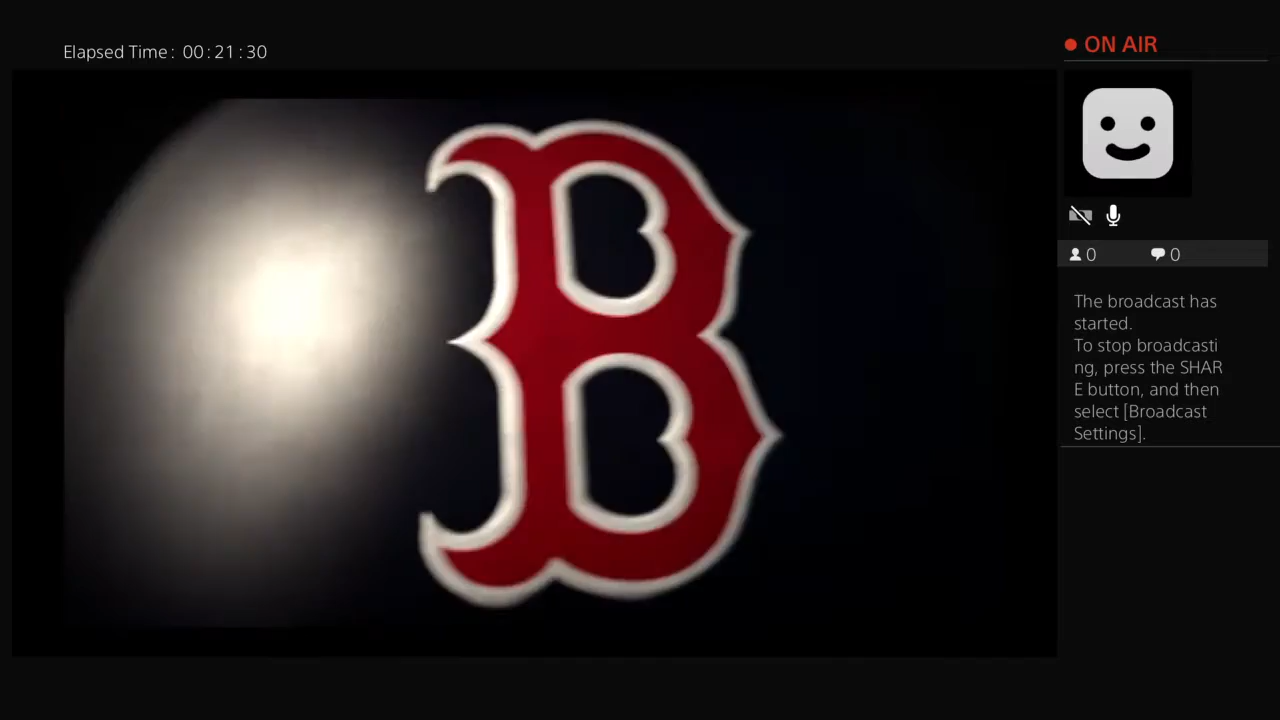 Elapsed Time: 00:21:30
ON AIR
B
0 0
The broadcast has
started.
To stop broadcasti
ng, press the SHAR
E button, and then
select [Broadcast
Settings].